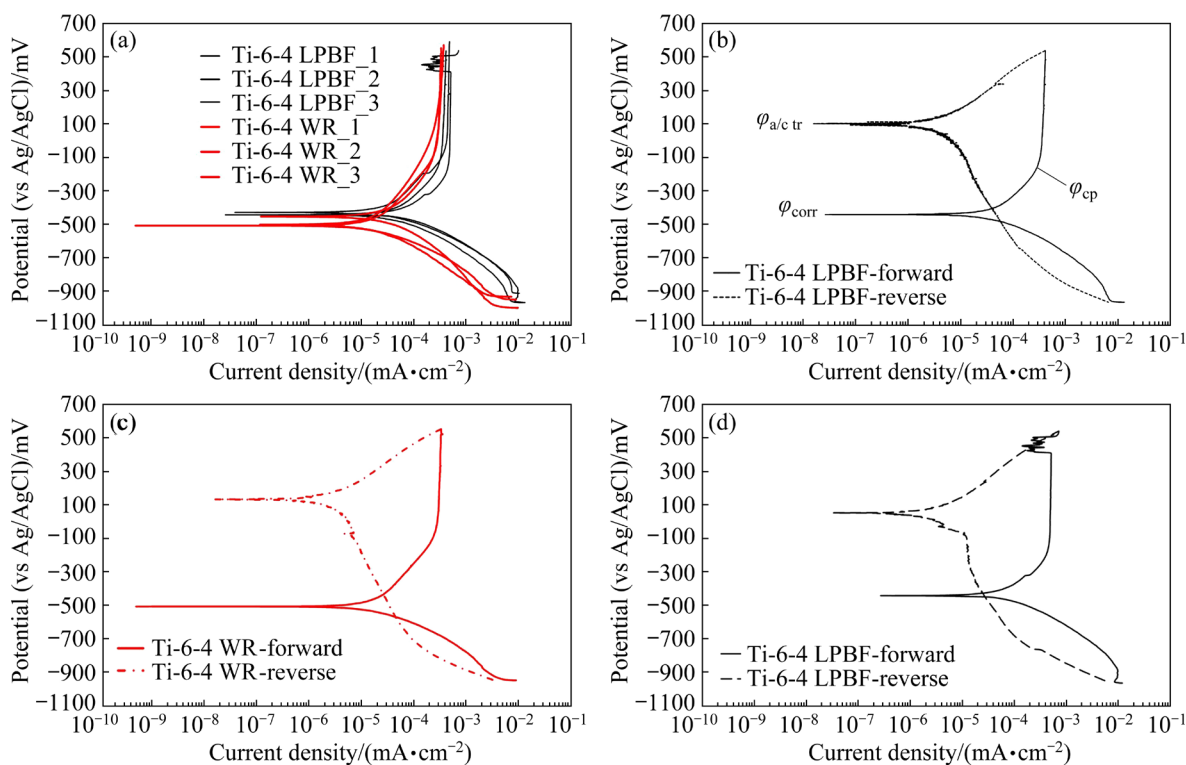 (a)
Ti-6-4 LPBF_1
Ti-6-4 LPBF_2
Ti-6-4 LPBF_3
Ti-6-4 WR_1
Ti-6-4 WR_2
Ti-6-4 WR_3
700
500
300
100
−100
−300
−500
−700
−900
−1100
Potential (vs Ag/AgCl)/mV
10⁻¹⁰ 10⁻⁹ 10⁻⁸ 10⁻⁷ 10⁻⁶ 10⁻⁵ 10⁻⁴ 10⁻³ 10⁻² 10⁻¹
Current density/(mA•cm⁻²)
(b)
φa/c tr
φcorr
φcp
Ti-6-4 LPBF-forward
Ti-6-4 LPBF-reverse
700
500
300
100
−100
−300
−500
−700
−900
−1100
Potential (vs Ag/AgCl)/mV
10⁻¹⁰ 10⁻⁹ 10⁻⁸ 10⁻⁷ 10⁻⁶ 10⁻⁵ 10⁻⁴ 10⁻³ 10⁻² 10⁻¹
Current density/(mA•cm⁻²)
(c)
Ti-6-4 WR-forward
Ti-6-4 WR-reverse
700
500
300
100
−100
−300
−500
−700
−900
−1100
Potential (vs Ag/AgCl)/mV
10⁻¹⁰ 10⁻⁹ 10⁻⁸ 10⁻⁷ 10⁻⁶ 10⁻⁵ 10⁻⁴ 10⁻³ 10⁻² 10⁻¹
Current density/(mA•cm⁻²)
(d)
Ti-6-4 LPBF-forward
Ti-6-4 LPBF-reverse
700
500
300
100
−100
−300
−500
−700
−900
−1100
Potential (vs Ag/AgCl)/mV
10⁻¹⁰ 10⁻⁹ 10⁻⁸ 10⁻⁷ 10⁻⁶ 10⁻⁵ 10⁻⁴ 10⁻³ 10⁻² 10⁻¹
Current density/(mA•cm⁻²)